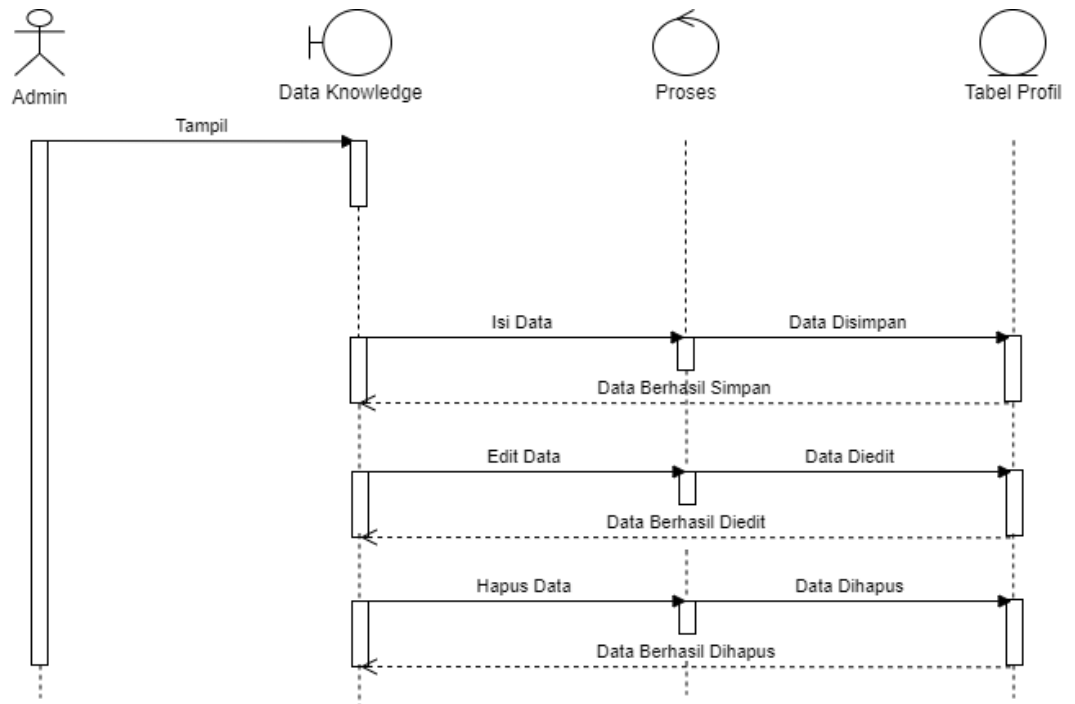 Admin
Data Knowledge
Proses
Tabel Profil
Tampil
Isi Data
Data Disimpan
Data Berhasil Simpan
Edit Data
Data Diedit
Data Berhasil Diedit
Hapus Data
Data Dihapus
Data Berhasil Dihapus